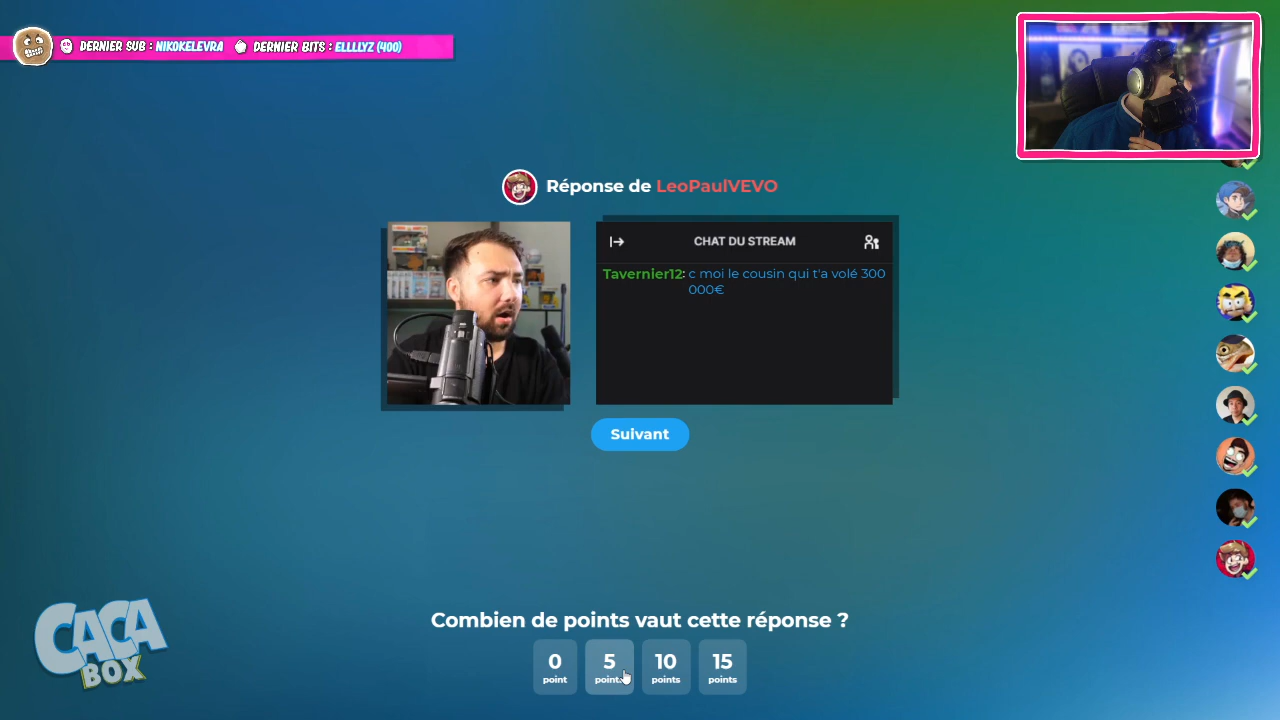 DERNIER SUB : NIKOKELEVRA DERNIER BITS : ELLLLYZ (400)
Réponse de LeoPaulVEVO
CHAT DU STREAM
Tavernier12: c moi le cousin qui t'a volé 300
000€
Suivant
Combien de points vaut cette réponse ?
0 5 10 15
point points points points
CACA
BOX